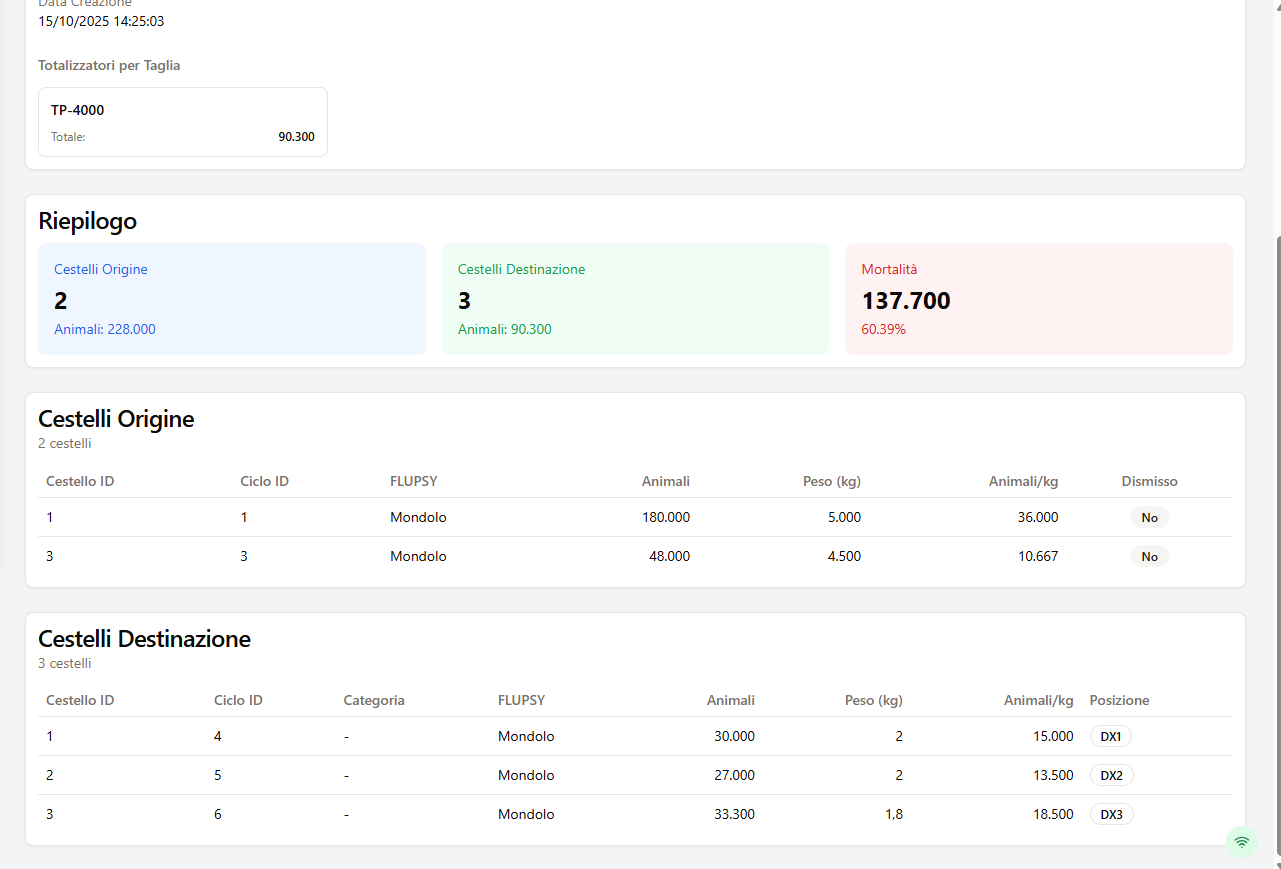 Data Creazione
15/10/2025 14:25:03
Totalizzatori per Taglia
TP-4000
Totale: 90.300
Riepilogo
Cestelli Origine
2
Animali: 228.000
Cestelli Destinazione
3
Animali: 90.300
Mortalità
137.700
60.39%
Cestelli Origine
2 cestelli
Cestello ID Ciclo ID FLUPSY Animali Peso (kg) Animali/kg Dismisso
1 1 Mondolo 180.000 5.000 36.000 No
3 3 Mondolo 48.000 4.500 10.667 No
Cestelli Destinazione
3 cestelli
Cestello ID Ciclo ID Categoria FLUPSY Animali Peso (kg) Animali/kg Posizione
1 4 - Mondolo 30.000 2 15.000 DX1
2 5 - Mondolo 27.000 2 13.500 DX2
3 6 - Mondolo 33.300 1,8 18.500 DX3